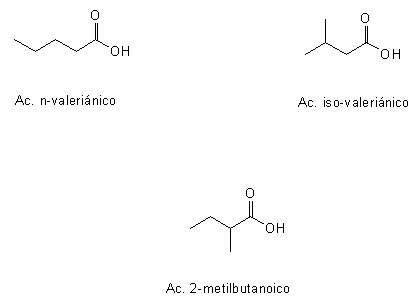 O
OH
Ac. n-valeriánico
O
OH
Ac. iso-valeriánico
O
OH
Ac. 2-metilbutanoico